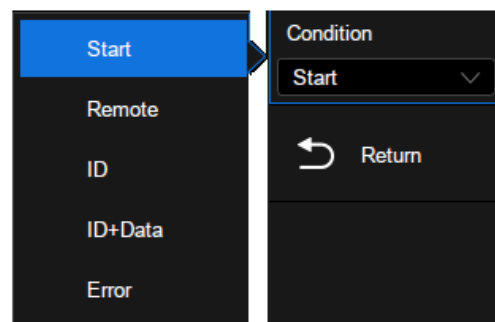 Start
Remote
ID
ID+Data
Error
Condition
Start
Return